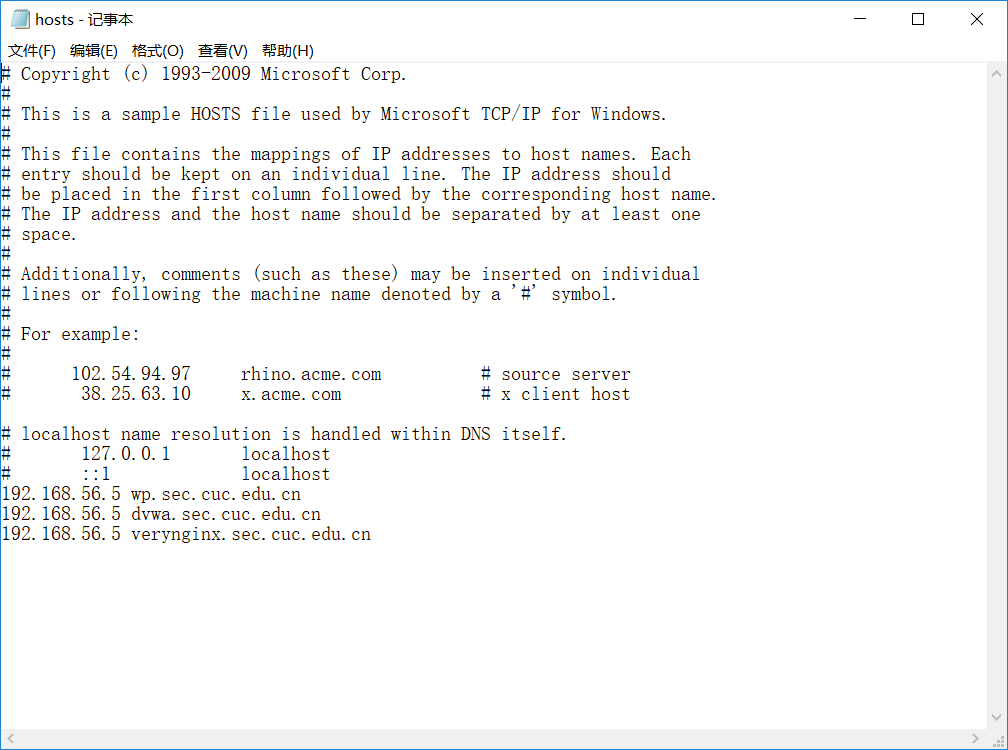 hosts - 记事本
文件(F) 编辑(E) 格式(O) 查看(V) 帮助(H)
# Copyright (c) 1993-2009 Microsoft Corp.
#
# This is a sample HOSTS file used by Microsoft TCP/IP for Windows.
#
# This file contains the mappings of IP addresses to host names. Each
# entry should be kept on an individual line. The IP address should
# be placed in the first column followed by the corresponding host name.
# The IP address and the host name should be separated by at least one
# space.
#
# Additionally, comments (such as these) may be inserted on individual
# lines or following the machine name denoted by a '#' symbol.
#
# For example:
#
#      102.54.94.97     rhino.acme.com          # source server
#       38.25.63.10     x.acme.com              # x client host

# localhost name resolution is handled within DNS itself.
#       127.0.0.1       localhost
#       ::1             localhost
192.168.56.5 wp.sec.cuc.edu.cn
192.168.56.5 dvwa.sec.cuc.edu.cn
192.168.56.5 verynginx.sec.cuc.edu.cn